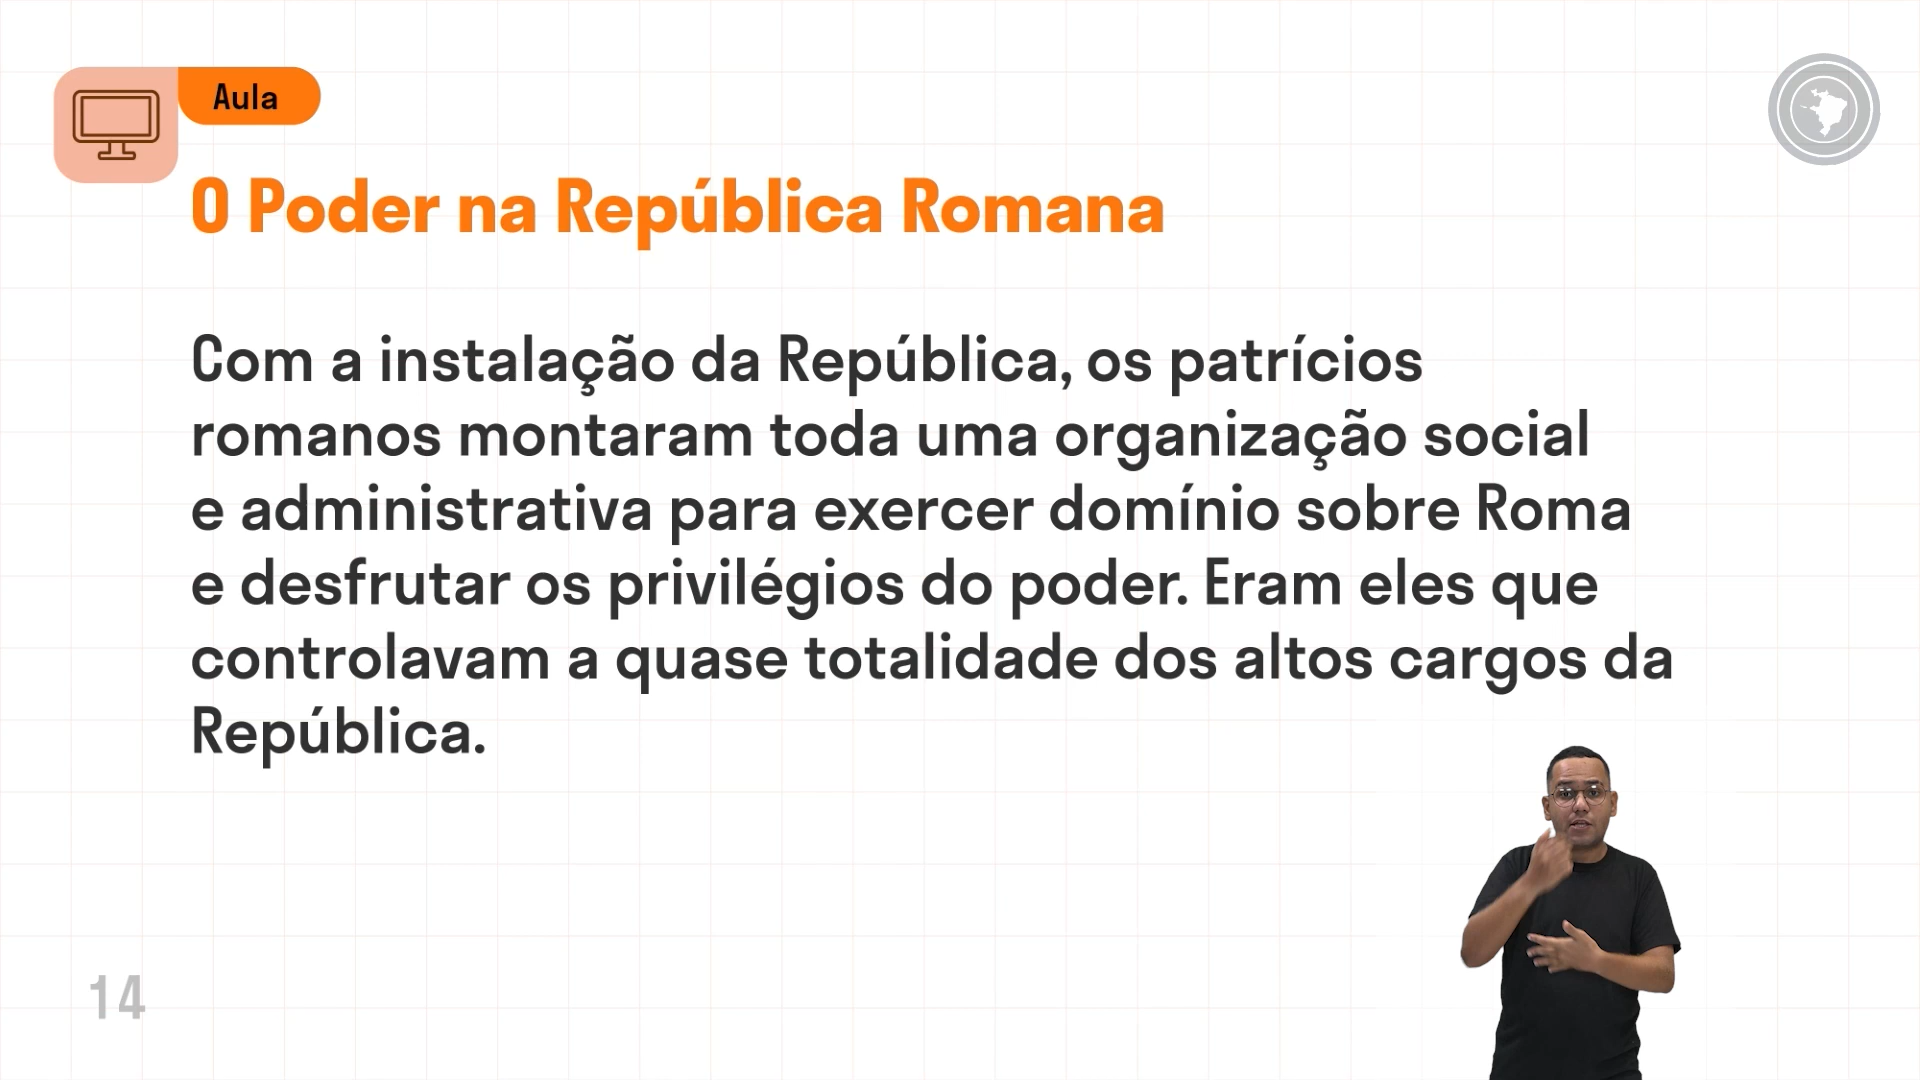 Aula
O Poder na República Romana
Com a instalação da República, os patrícios
romanos montaram toda uma organização social
e administrativa para exercer domínio sobre Roma
e desfrutar os privilégios do poder. Eram eles que
controlavam a quase totalidade dos altos cargos da
República.
14